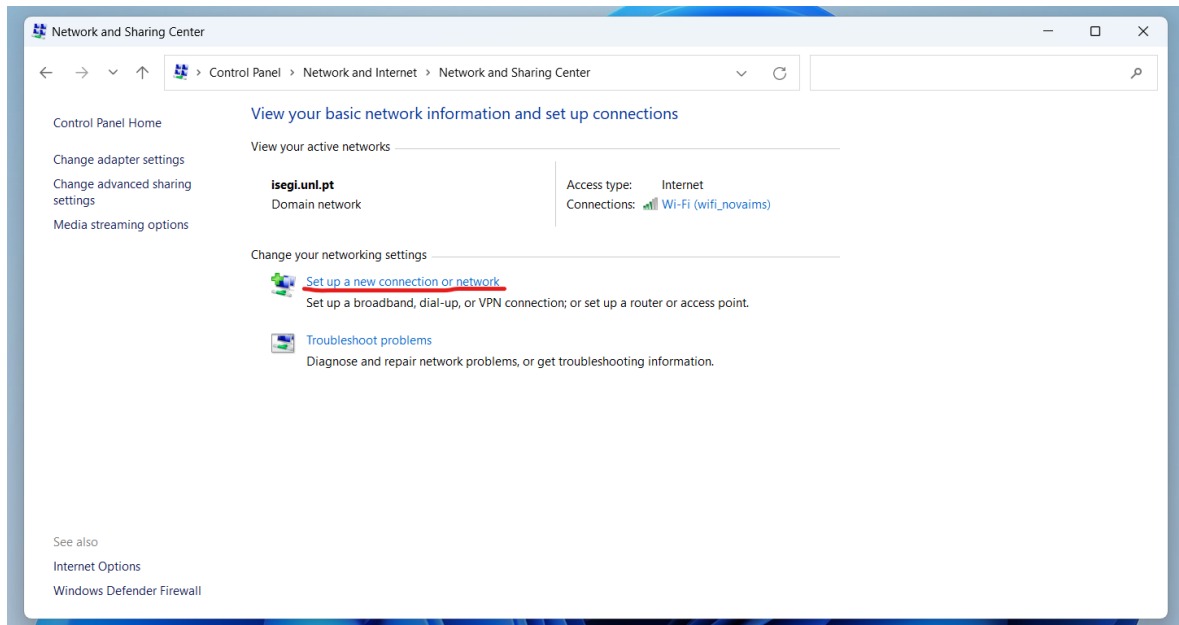 Network and Sharing Center
Control Panel > Network and Internet > Network and Sharing Center
Control Panel Home
Change adapter settings
Change advanced sharing
settings
Media streaming options
View your basic network information and set up connections
View your active networks
isegi.unl.pt
Domain network
Access type: Internet
Connections: Wi-Fi (wifi_novaims)
Change your networking settings
Set up a new connection or network
Set up a broadband, dial-up, or VPN connection; or set up a router or access point.
Troubleshoot problems
Diagnose and repair network problems, or get troubleshooting information.
See also
Internet Options
Windows Defender Firewall